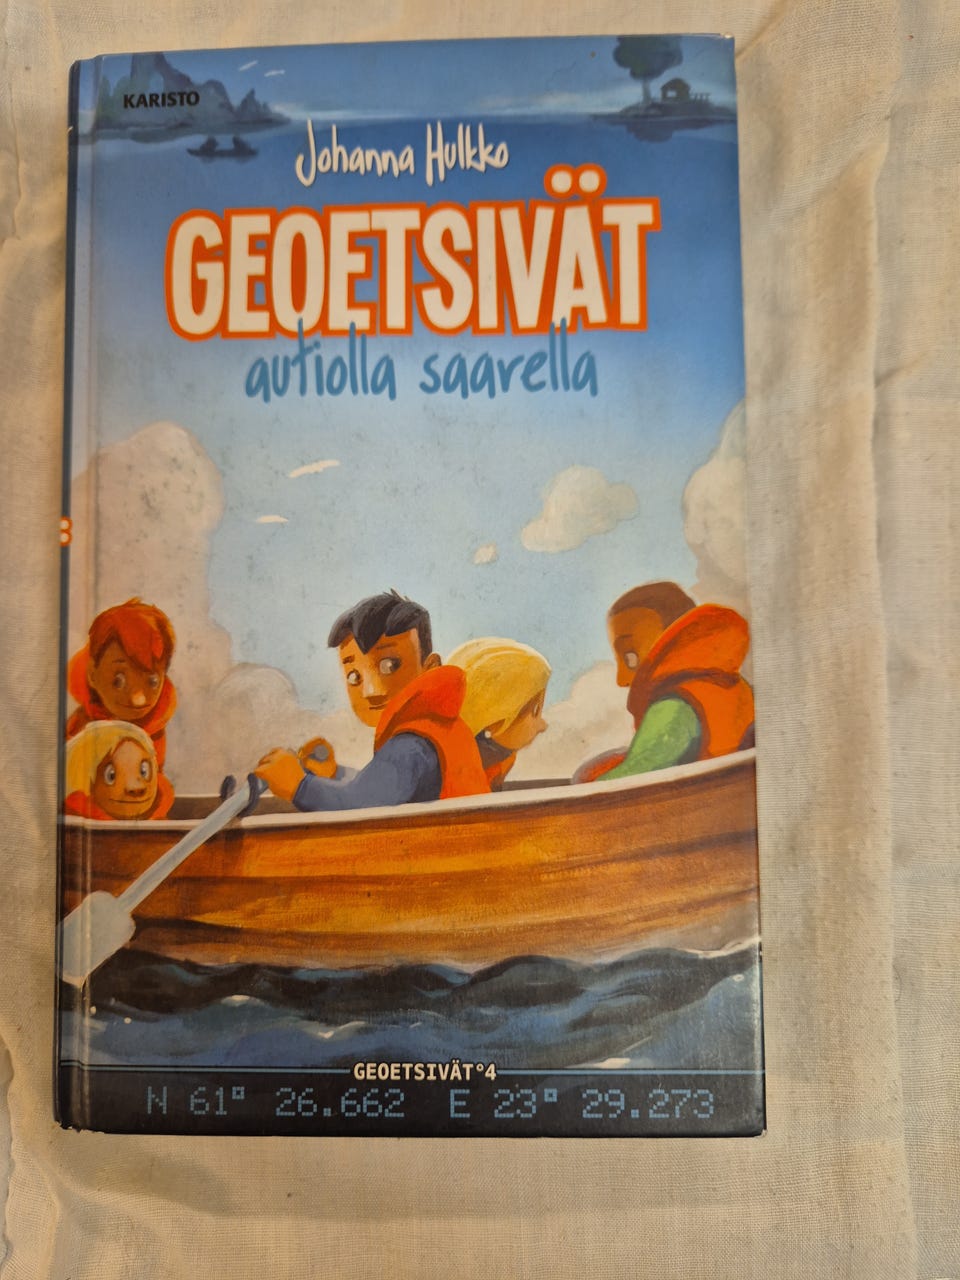 KARISTO
Johanna Hulkko
GEOETSIVÄT
autiolla saarella
GEOETSIVÄT°4
N 61° 26.662 E 23° 29.273